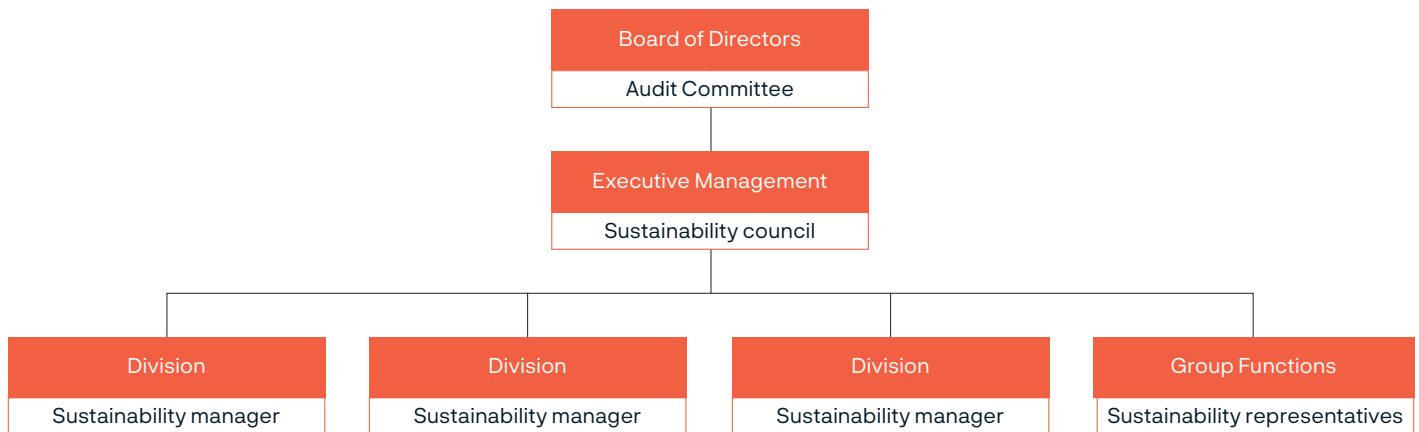 Board of Directors
Audit Committee
Executive Management
Sustainability council
Division
Sustainability manager
Division
Sustainability manager
Division
Sustainability manager
Group Functions
Sustainability representatives